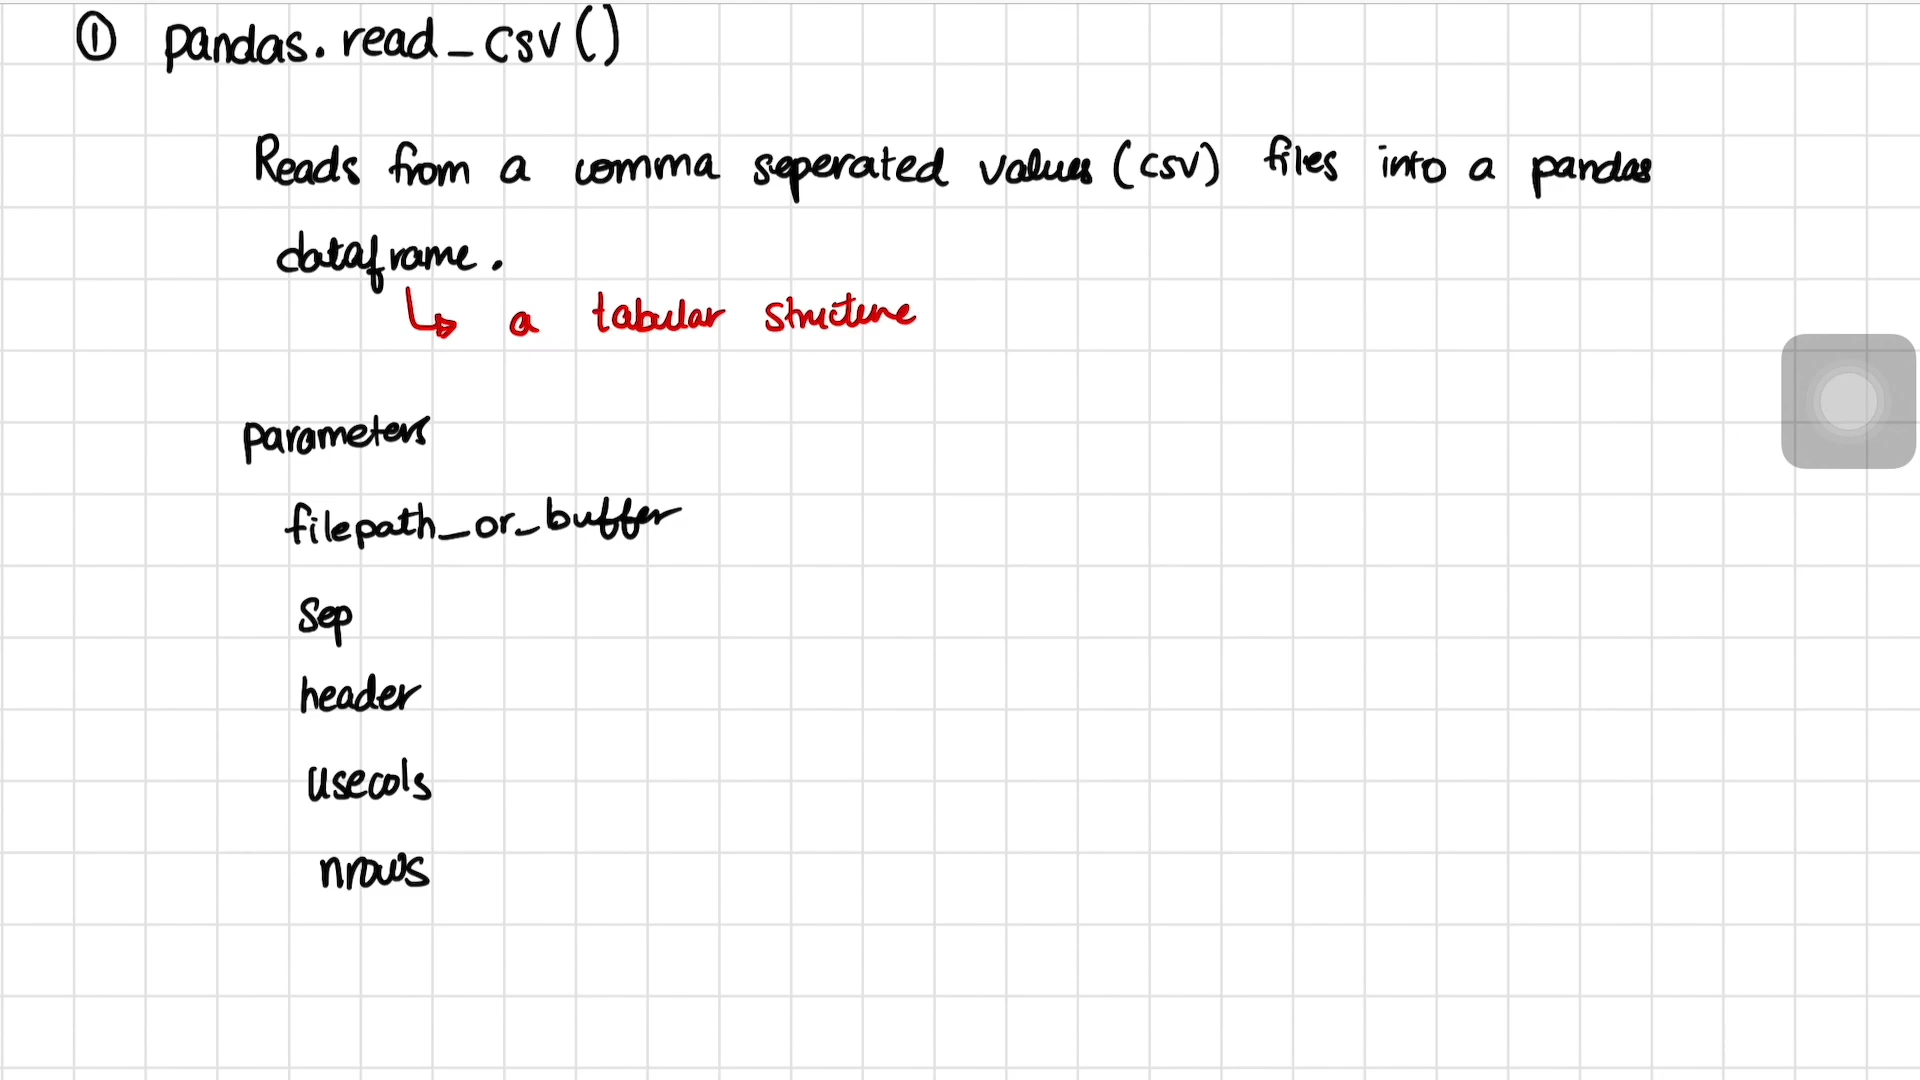 ① pandas.read_csv()
Reads from a comma seperated values (csv) files into a pandas
dataframe.
↳ a tabular structure
parameters
filepath_or_buffer
sep
header
usecols
nrows